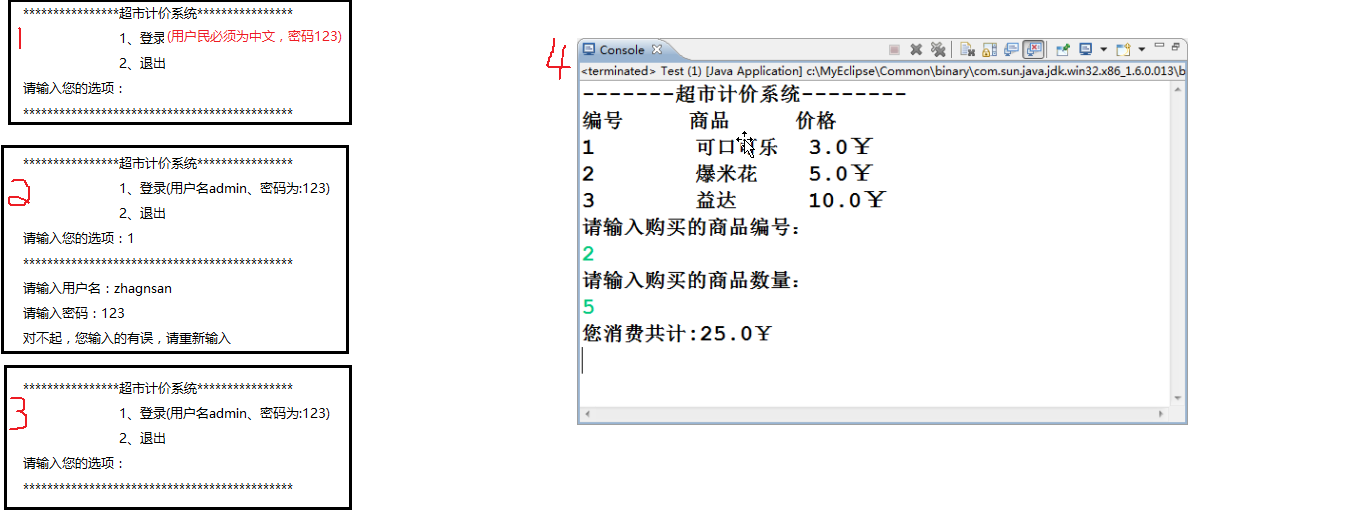 1
****************超市计价系统****************
1、登录(用户民必须为中文，密码123)
2、退出
请输入您的选项：
*********************************************
2
****************超市计价系统****************
1、登录(用户名admin、密码为:123)
2、退出
请输入您的选项：1
*********************************************
请输入用户名：zhagnsan
请输入密码：123
对不起，您输入的有误，请重新输入
3
****************超市计价系统****************
1、登录(用户名admin、密码为:123)
2、退出
请输入您的选项：
*********************************************
4
Console
<terminated> Test (1) [Java Application] c:\MyEclipse\Common\binary\com.sun.java.jdk.win32.x86_1.6.0.013\b
-------超市计价系统--------
编号 商品 价格
1 可口可乐 3.0￥
2 爆米花 5.0￥
3 益达 10.0￥
请输入购买的商品编号：
2
请输入购买的商品数量：
5
您消费共计:25.0￥